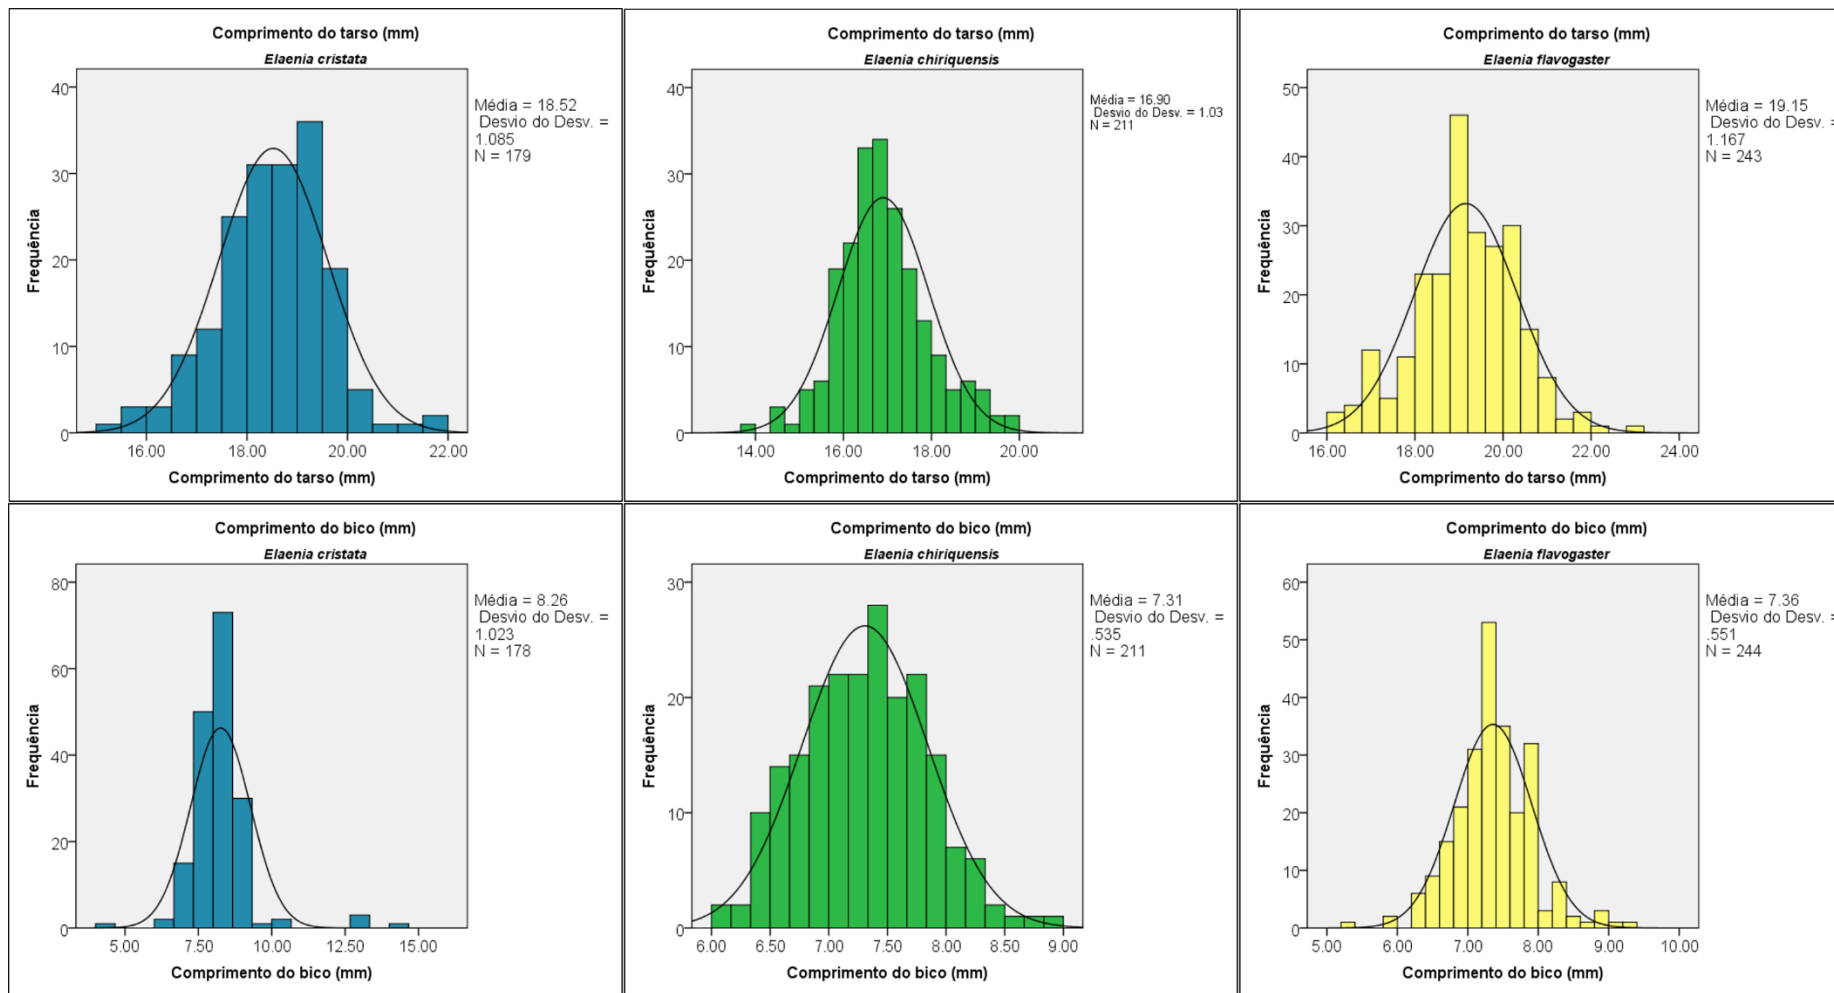 Comprimento do tarso (mm)
Elaenia cristata
40
30
20
10
0
Frequência
16.00 18.00 20.00 22.00
Comprimento do tarso (mm)
Média = 18.52
Desvio do Desv. =
1.085
N = 179
Comprimento do tarso (mm)
Elaenia chiriquensis
40
30
20
10
0
Frequência
14.00 16.00 18.00 20.00
Comprimento do tarso (mm)
Média = 16.90
Desvio do Desv. = 1.03
N = 211
Comprimento do tarso (mm)
Elaenia flavogaster
50
40
30
20
10
0
Frequência
16.00 18.00 20.00 22.00 24.00
Comprimento do tarso (mm)
Média = 19.15
Desvio do Desv. =
1.167
N = 243
Comprimento do bico (mm)
Elaenia cristata
80
60
40
20
0
Frequência
5.00 7.50 10.00 12.50 15.00
Comprimento do bico (mm)
Média = 8.26
Desvio do Desv. =
1.023
N = 178
Comprimento do bico (mm)
Elaenia chiriquensis
30
20
10
0
Frequência
6.00 6.50 7.00 7.50 8.00 8.50 9.00
Comprimento do bico (mm)
Média = 7.31
Desvio do Desv. =
.535
N = 211
Comprimento do bico (mm)
Elaenia flavogaster
60
50
40
30
20
10
0
Frequência
5.00 6.00 7.00 8.00 9.00 10.00
Comprimento do bico (mm)
Média = 7.36
Desvio do Desv. =
.551
N = 244